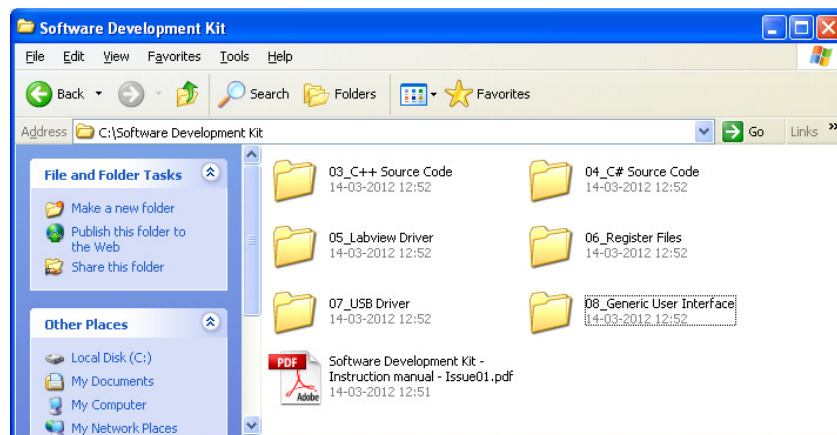 Software Development Kit
File Edit View Favorites Tools Help
Back Search Folders Favorites
Address C:\Software Development Kit Go Links »
File and Folder Tasks
Make a new folder
Publish this folder to
the Web
Share this folder
Other Places
Local Disk (C:)
My Documents
My Computer
My Network Places
03_C++ Source Code
14-03-2012 12:52
04_C# Source Code
14-03-2012 12:52
05_Labview Driver
14-03-2012 12:52
06_Register Files
14-03-2012 12:52
07_USB Driver
14-03-2012 12:52
08_Generic User Interface
14-03-2012 12:52
PDF
Adobe
Software Development Kit -
Instruction manual - Issue01.pdf
14-03-2012 12:51